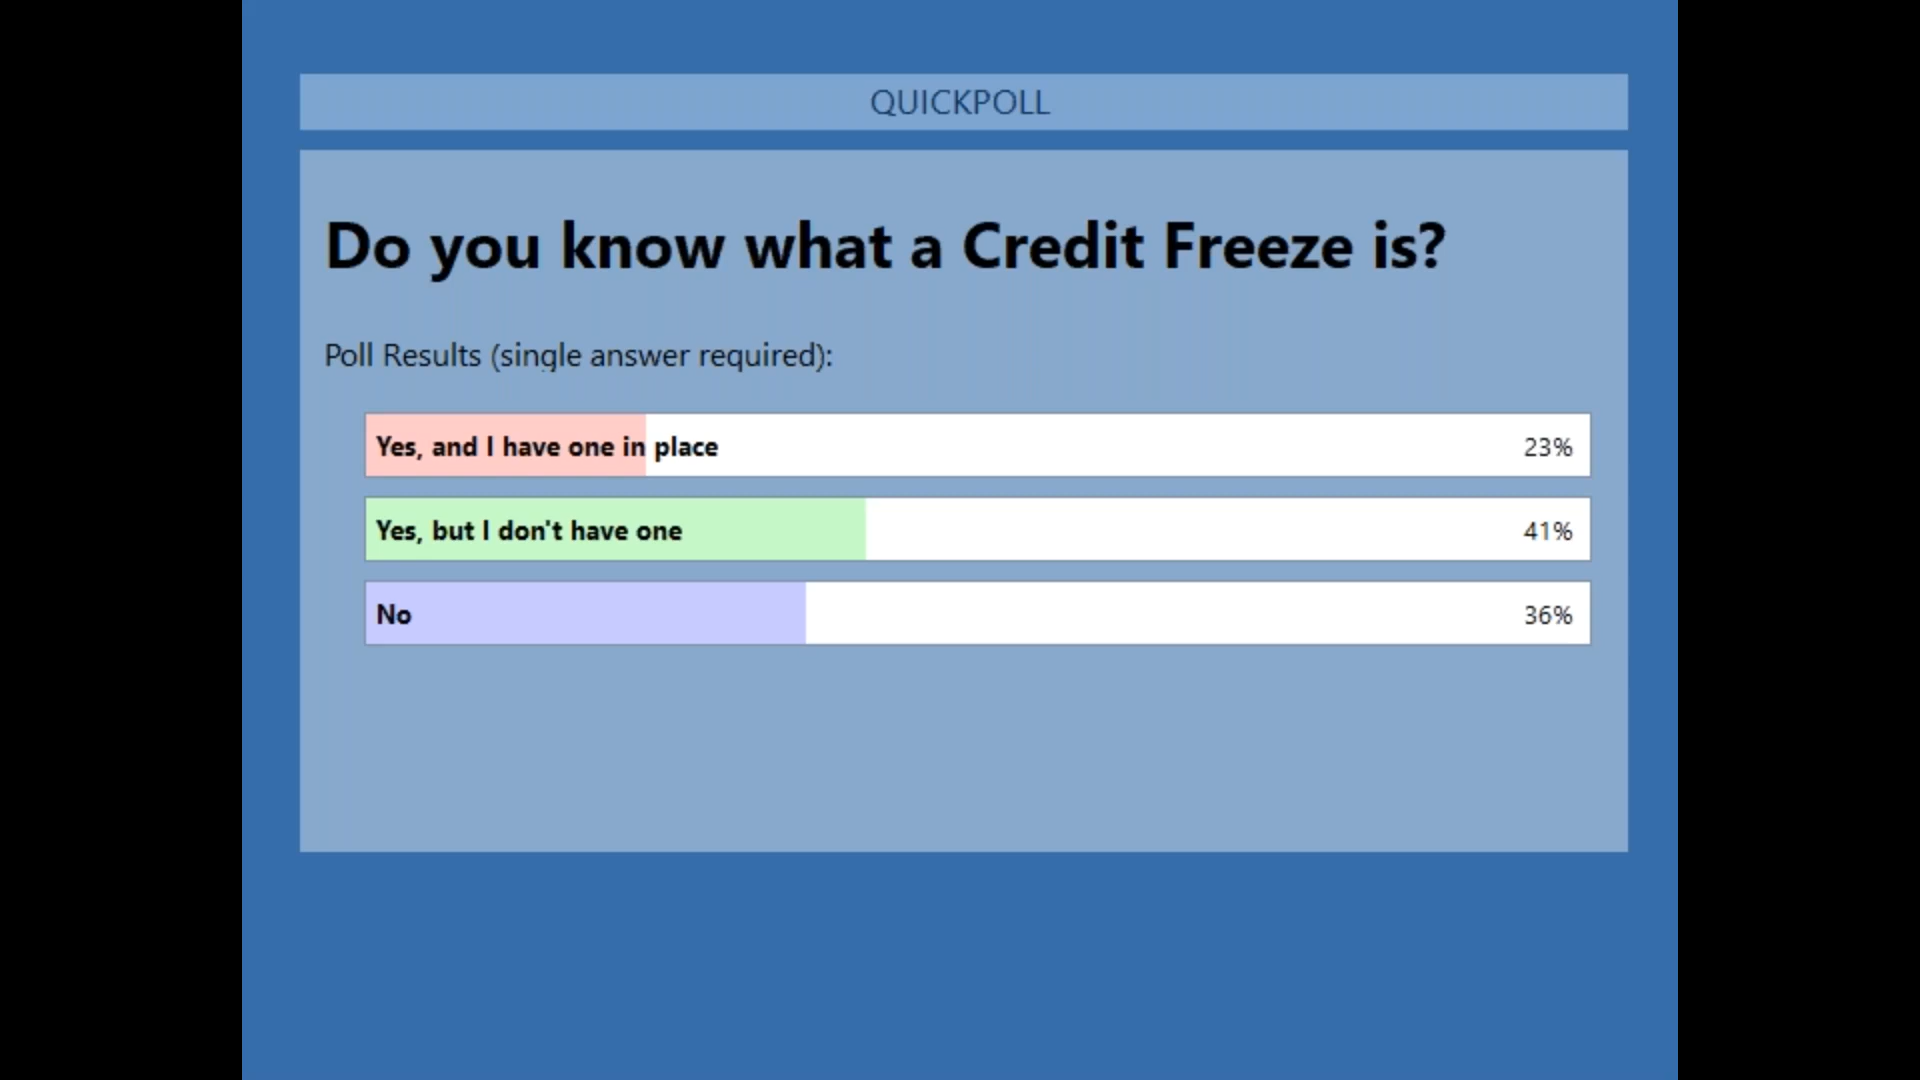 QUICKPOLL
Do you know what a Credit Freeze is?
Poll Results (single answer required):
Yes, and I have one in place 23%
Yes, but I don't have one 41%
No 36%